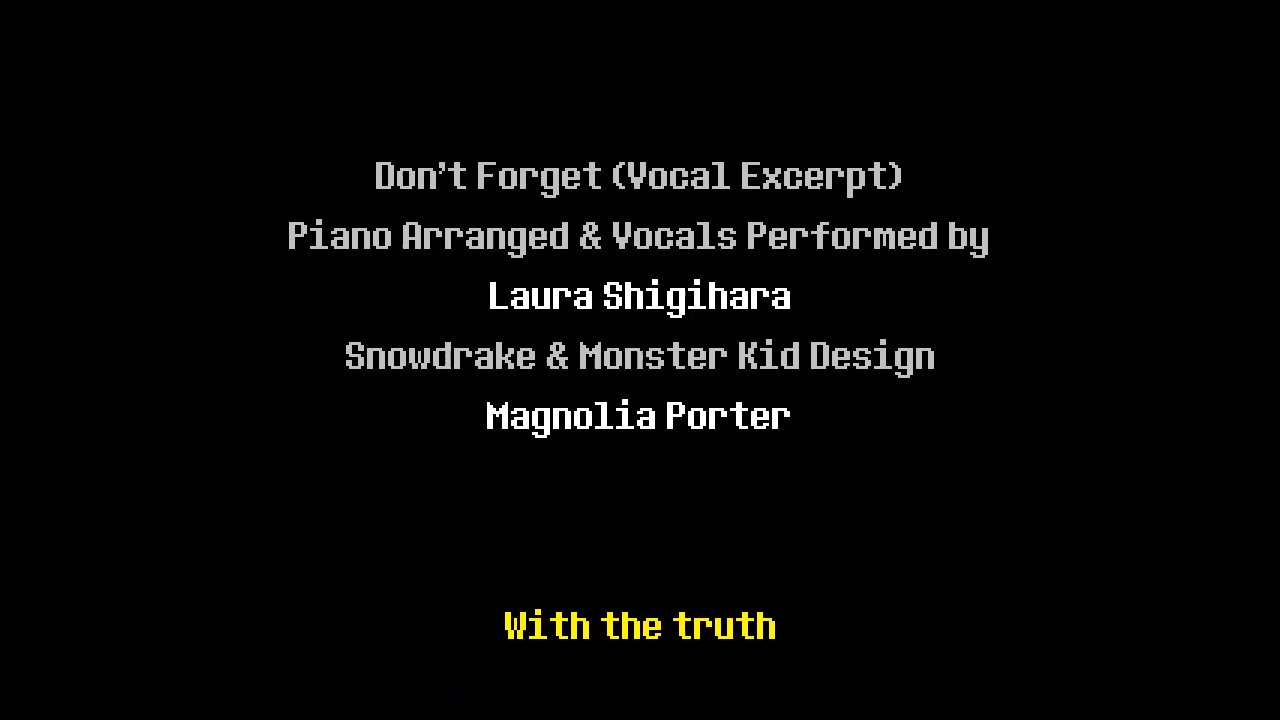 Don't Forget (Vocal Excerpt)
Piano Arranged & Vocals Performed by
Laura Shigihara
Snowdrake & Monster Kid Design
Magnolia Porter
With the truth